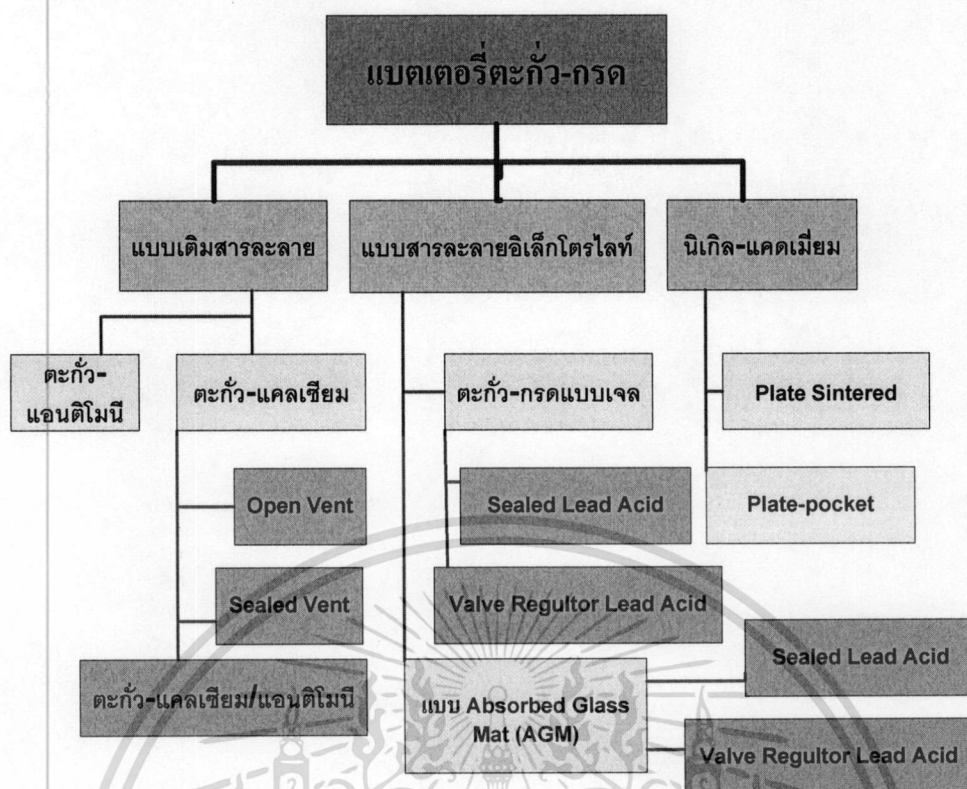 แบตเตอรี่ตะกั่ว-กรด
แบบเติมสารละลาย
แบบสารละลายอิเล็กโตรไลท์
นิเกิล-แคดเมี่ยม
ตะกั่ว-
แอนติโมนี
ตะกั่ว-แคลเซียม
ตะกั่ว-กรดแบบเจล
Plate Sintered
Open Vent
Sealed Lead Acid
Plate-pocket
Sealed Vent
Valve Regultor Lead Acid
ตะกั่ว-แคลเซียม/แอนติโมนี
แบบ Absorbed Glass
Mat (AGM)
Sealed Lead Acid
Valve Regultor Lead Acid